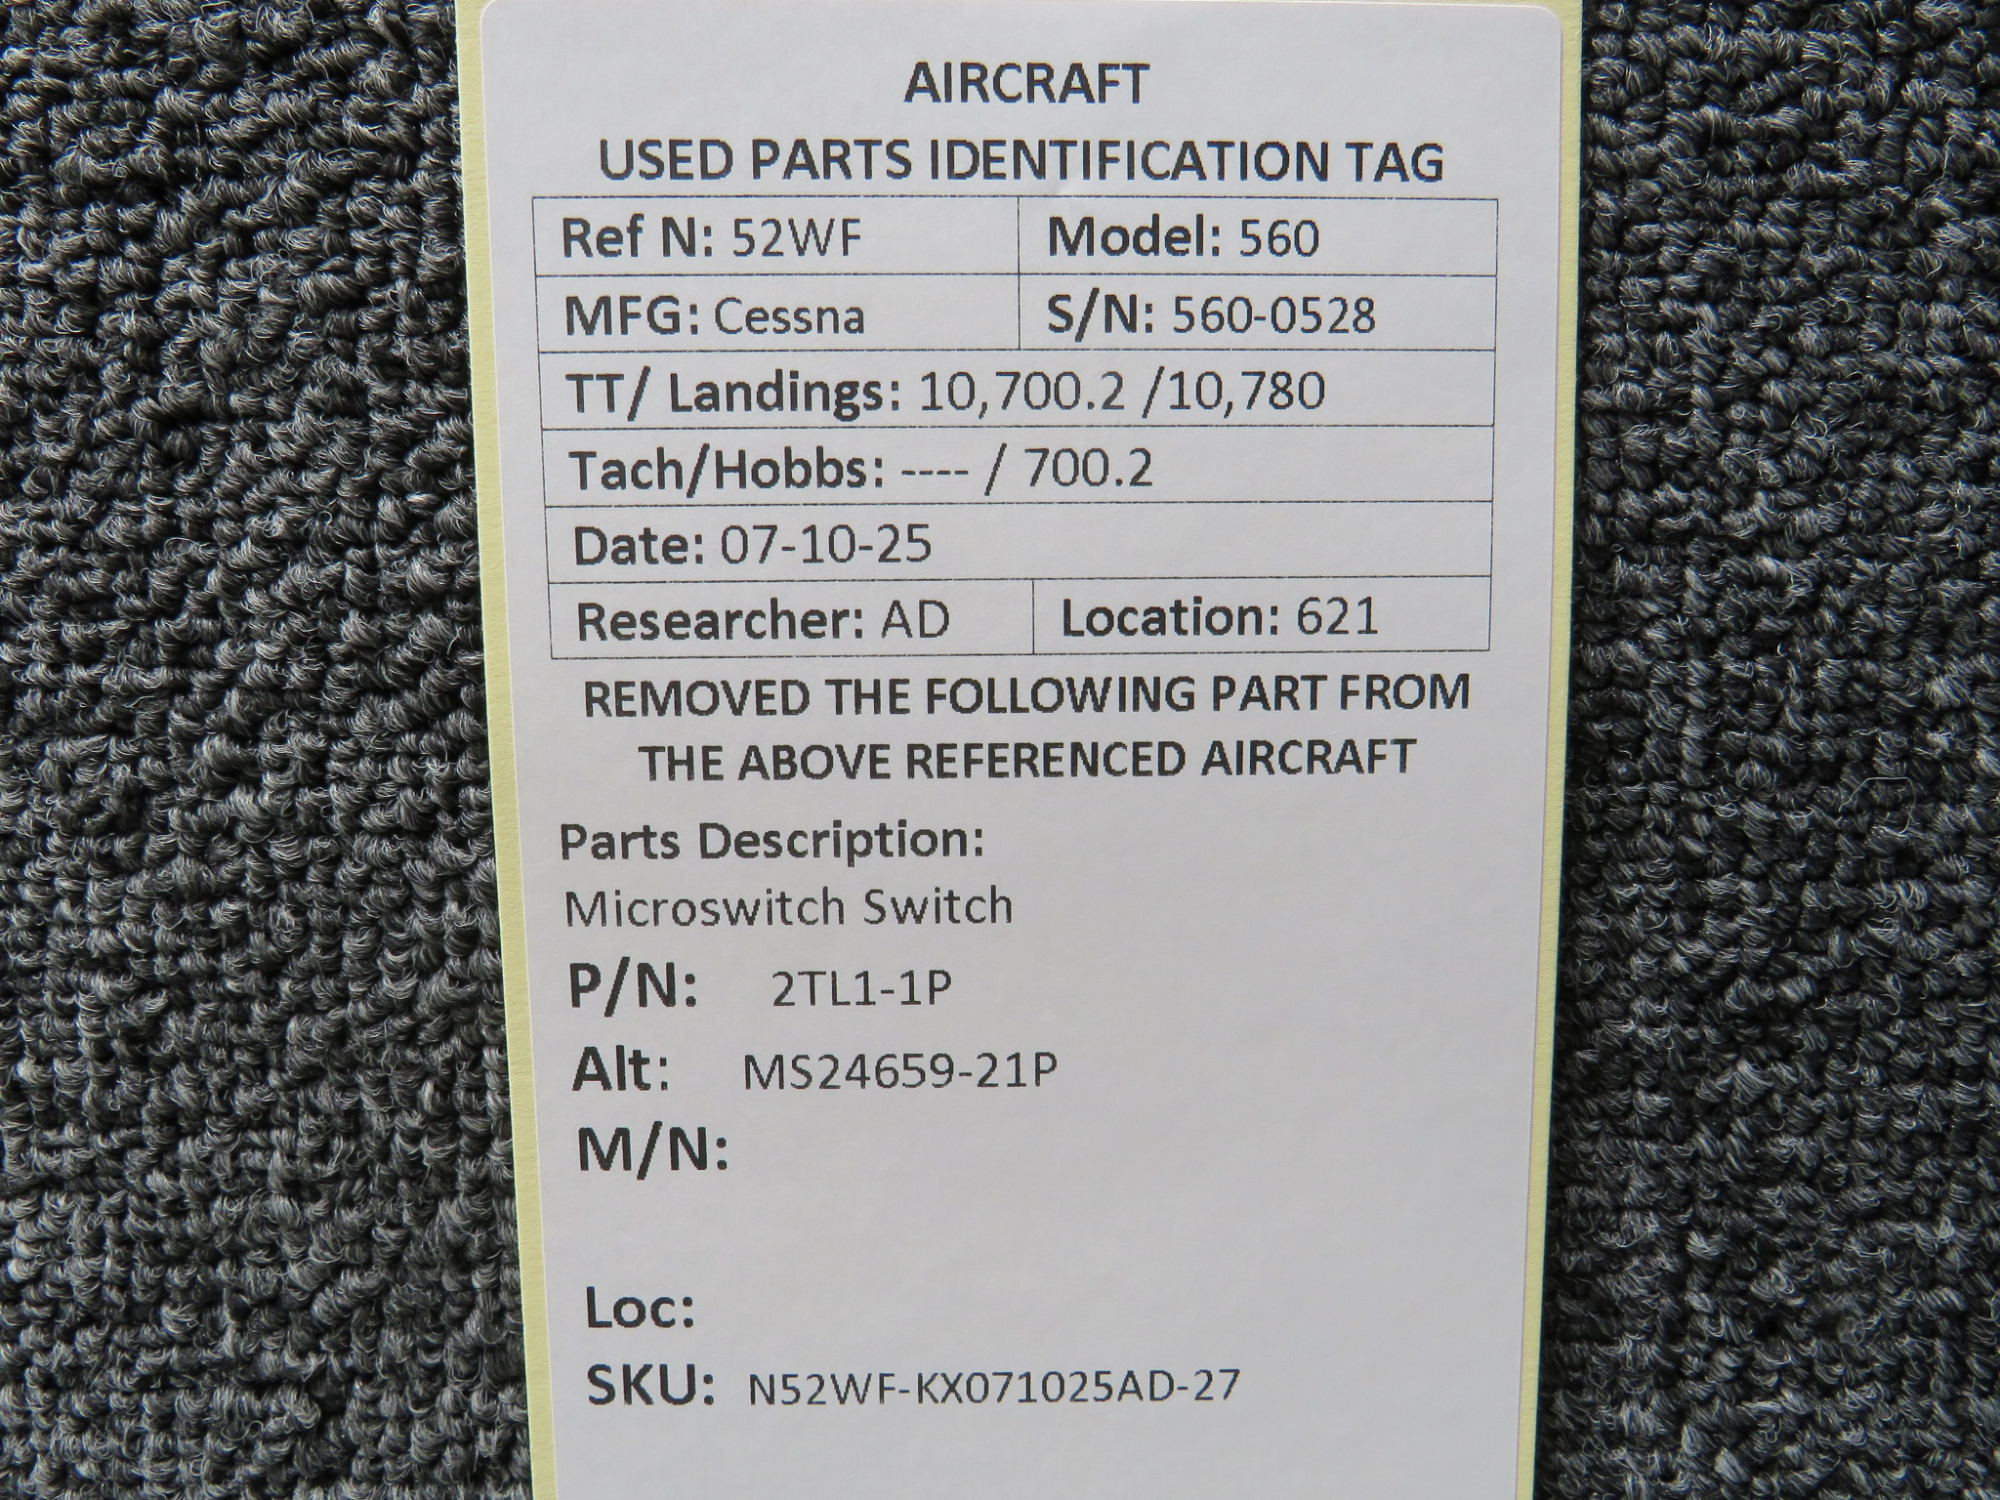 AIRCRAFT
USED PARTS IDENTIFICATION TAG
Ref N: 52WF Model: 560
MFG: Cessna S/N: 560-0528
TT/ Landings: 10,700.2 /10,780
Tach/Hobbs: ---- / 700.2
Date: 07-10-25
Researcher: AD Location: 621
REMOVED THE FOLLOWING PART FROM
THE ABOVE REFERENCED AIRCRAFT
Parts Description:
Microswitch Switch
P/N: 2TL1-1P
Alt: MS24659-21P
M/N:
Loc:
SKU: N52WF-KX071025AD-27